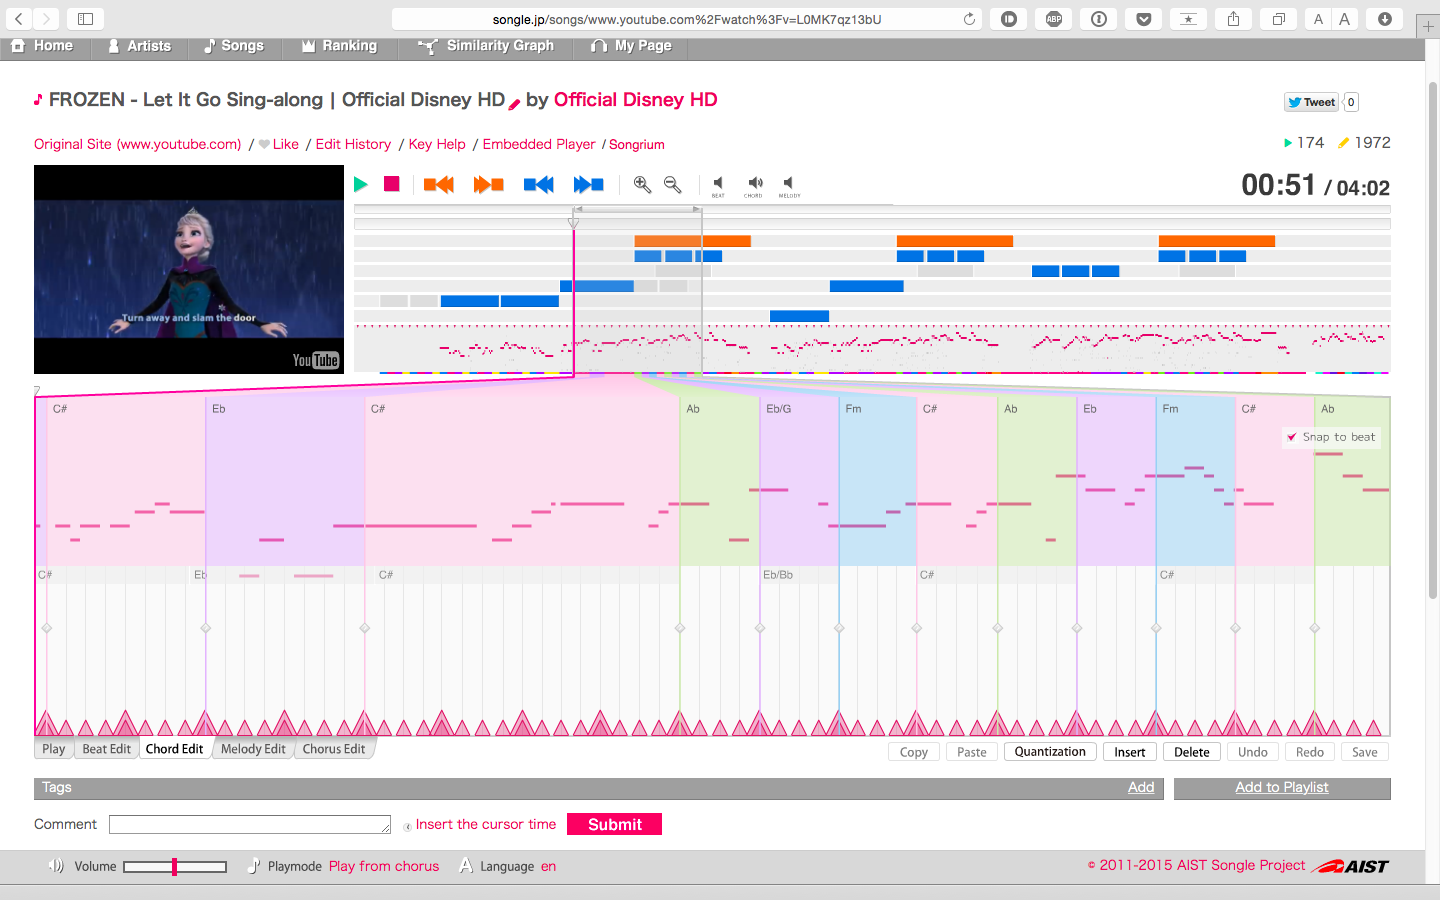 songle.jp/songs/www.youtube.com%2Fwatch%3Fv=L0MK7qz13bU
ABP
A A
Home Artists Songs Ranking Similarity Graph My Page
FROZEN - Let It Go Sing-along | Official Disney HD by Official Disney HD
Tweet 0
Original Site (www.youtube.com) / Like / Edit History / Key Help / Embedded Player / Songrium
174 1972
BEAT CHORD MELODY
00:51 / 04:02
Turn away and slam the door
YouTube
C# Eb C# Ab Eb/G Fm C# Ab Eb Fm C# Ab
Snap to beat
C# Eb C# Eb/Bb C# C#
Play Beat Edit Chord Edit Melody Edit Chorus Edit
Copy Paste Quantization Insert Delete Undo Redo Save
Tags Add Add to Playlist
Comment Insert the cursor time Submit
Volume Playmode Play from chorus A Language en
© 2011-2015 AIST Songle Project AIST